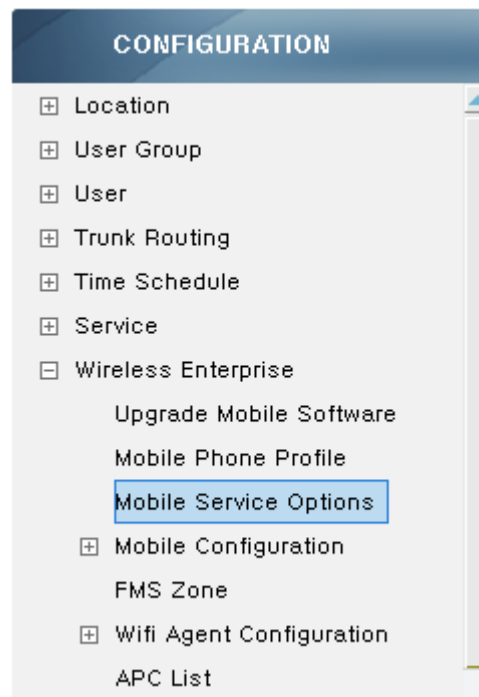 CONFIGURATION
Location
User Group
User
Trunk Routing
Time Schedule
Service
Wireless Enterprise
Upgrade Mobile Software
Mobile Phone Profile
Mobile Service Options
Mobile Configuration
FMS Zone
Wifi Agent Configuration
APC List